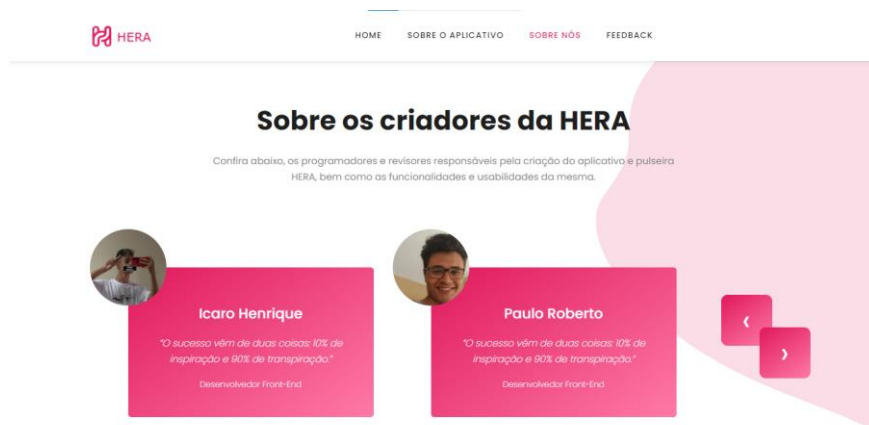 HERA
HOME SOBRE O APLICATIVO SOBRE NÓS FEEDBACK
Sobre os criadores da HERA
Confira abaixo, os programadores e revisores responsáveis pela criação do aplicativo e pulseira
HERA, bem como as funcionalidades e usabilidades da mesma.
Icaro Henrique
"O sucesso vêm de duas coisas: 10% de
inspiração e 90% de transpiração."
Desenvolvedor Front-End
Paulo Roberto
"O sucesso vêm de duas coisas: 10% de
inspiração e 90% de transpiração."
Desenvolvedor Front-End